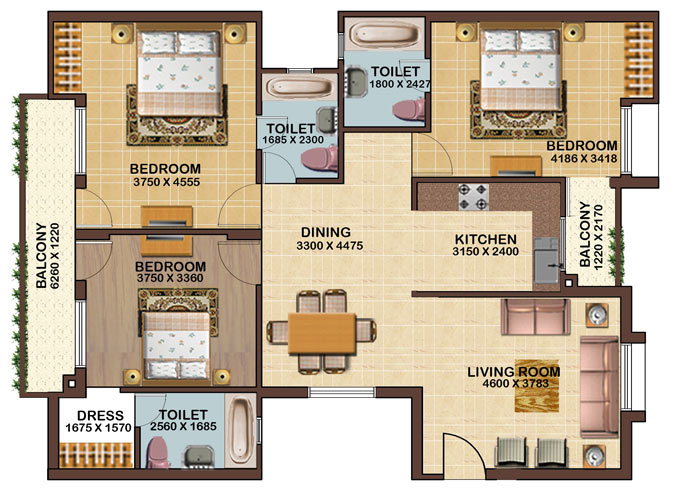 TOILET
1800 X 2427
TOILET
1685 X 2300
BEDROOM
3750 X 4555
BEDROOM
4186 X 3418
BALCONY
6260 X 1220
DINING
3300 X 4475
KITCHEN
3150 X 2400
BALCONY
1220 X 2170
BEDROOM
3750 X 3360
LIVING ROOM
4600 X 3783
DRESS
1675 X 1570
TOILET
2560 X 1685